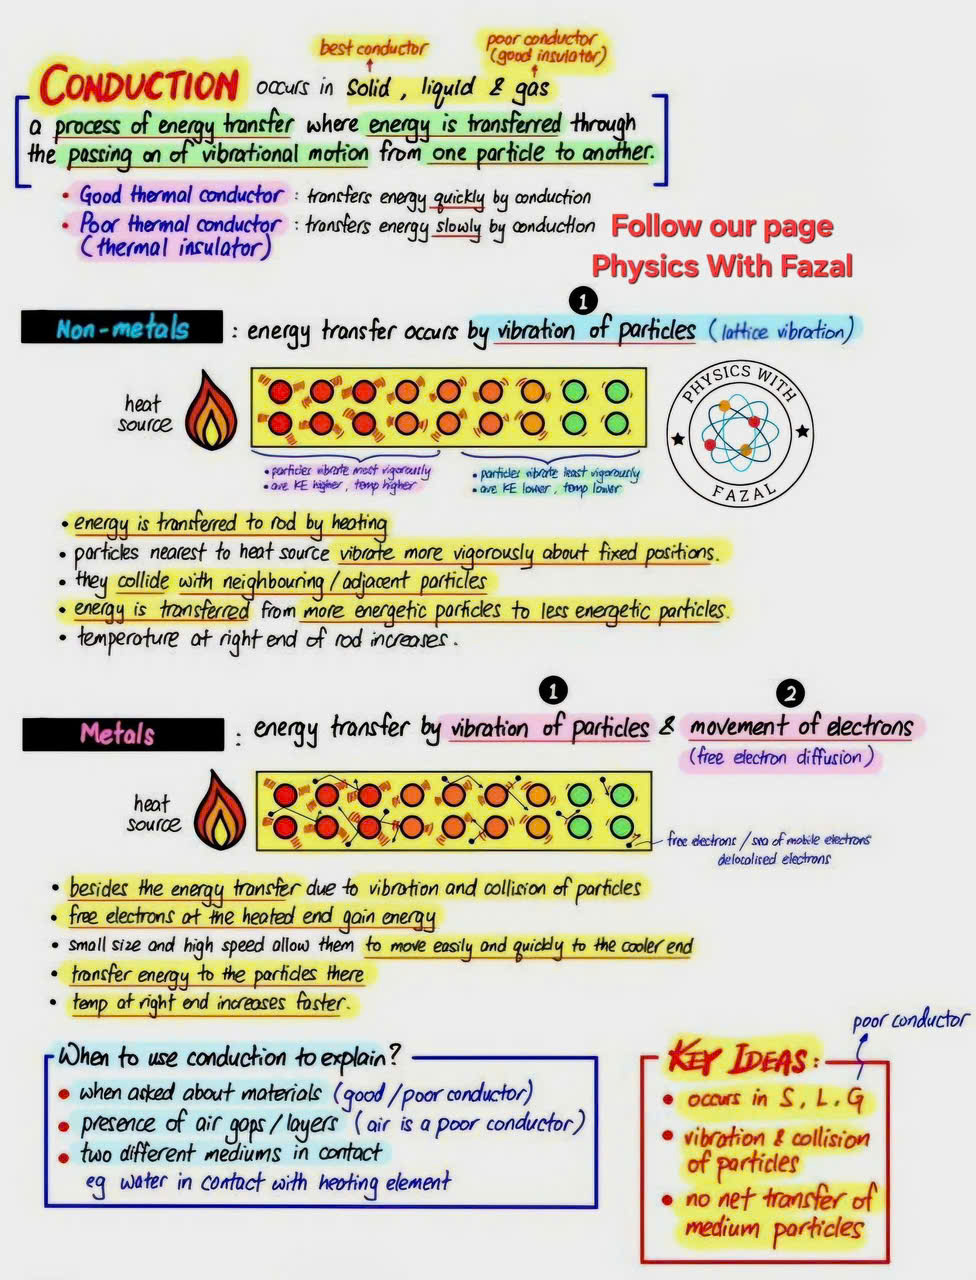 best conductor
poor conductor
(good insulator)
CONDUCTION occurs in solid, liquid & gas
a process of energy transfer where energy is transferred through
the passing on of vibrational motion from one particle to another.
• Good thermal conductor : transfers energy quickly by conduction
• Poor thermal conductor : transfers energy slowly by conduction
(thermal insulator)
Follow our page
Physics With Fazal
1
Non-metals : energy transfer occurs by vibration of particles (lattice vibration)
heat
source
PHYSICS WITH
FAZAL
• particles vibrate most vigorously
• ave KE higher, temp higher
• particles vibrate least vigorously
• ave KE lower, temp lower
• energy is transferred to rod by heating
• particles nearest to heat source vibrate more vigorously about fixed positions.
• they collide with neighbouring/adjacent particles
• energy is transferred from more energetic particles to less energetic particles.
• temperature at right end of rod increases.
1
2
Metals : energy transfer by vibration of particles & movement of electrons
(free electron diffusion)
heat
source
free electrons / sea of mobile electrons
delocalised electrons
• besides the energy transfer due to vibration and collision of particles
• free electrons at the heated end gain energy
• small size and high speed allow them to move easily and quickly to the cooler end
• transfer energy to the particles there
• temp at right end increases faster.
When to use conduction to explain?
• when asked about materials (good/poor conductor)
• presence of air gaps/layers (air is a poor conductor)
• two different mediums in contact
eg water in contact with heating element
poor conductor
KEY IDEAS:
• occurs in S, L, G
• vibration & collision
of particles
• no net transfer of
medium particles